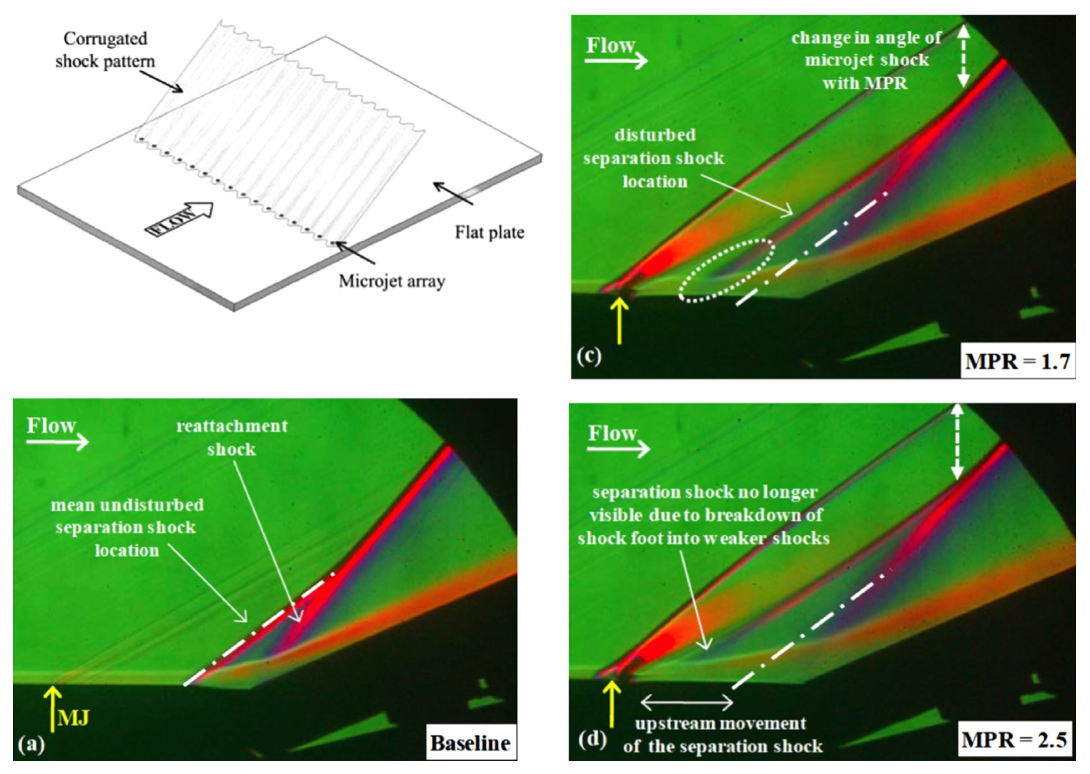 Corrugated
shock pattern
FLOW
Flat plate
Microjet array
Flow
change in angle of
microjet shock
with MPR
disturbed
separation shock
location
(c)
MPR = 1.7
Flow
reattachment
shock
mean undisturbed
separation shock
location
MJ
(a)
Baseline
Flow
separation shock no longer
visible due to breakdown of
shock foot into weaker shocks
upstream movement
of the separation shock
(d)
MPR = 2.5